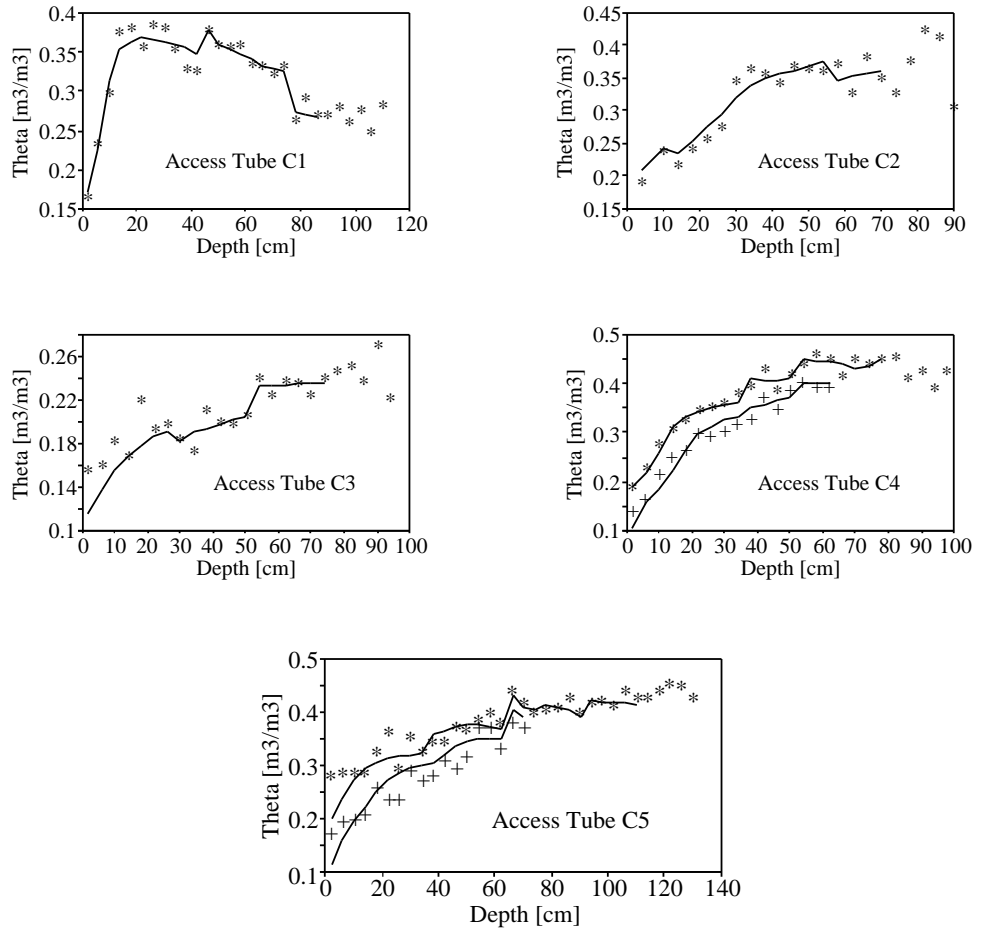 0.4
0.35
0.3
0.25
0.2
0.15
Theta [m3/m3]
Access Tube C1
0 20 40 60 80 100 120
Depth [cm]
0.45
0.4
0.35
0.3
0.25
0.2
0.15
Theta [m3/m3]
Access Tube C2
0 10 20 30 40 50 60 70 80 90
Depth [cm]
0.26
0.22
0.18
0.14
0.1
Theta [m3/m3]
Access Tube C3
0 10 20 30 40 50 60 70 80 90 100
Depth [cm]
0.5
0.4
0.3
0.2
0.1
Theta [m3/m3]
Access Tube C4
0 10 20 30 40 50 60 70 80 90 100
Depth [cm]
0.5
0.4
0.3
0.2
0.1
Theta [m3/m3]
Access Tube C5
0 20 40 60 80 100 120 140
Depth [cm]